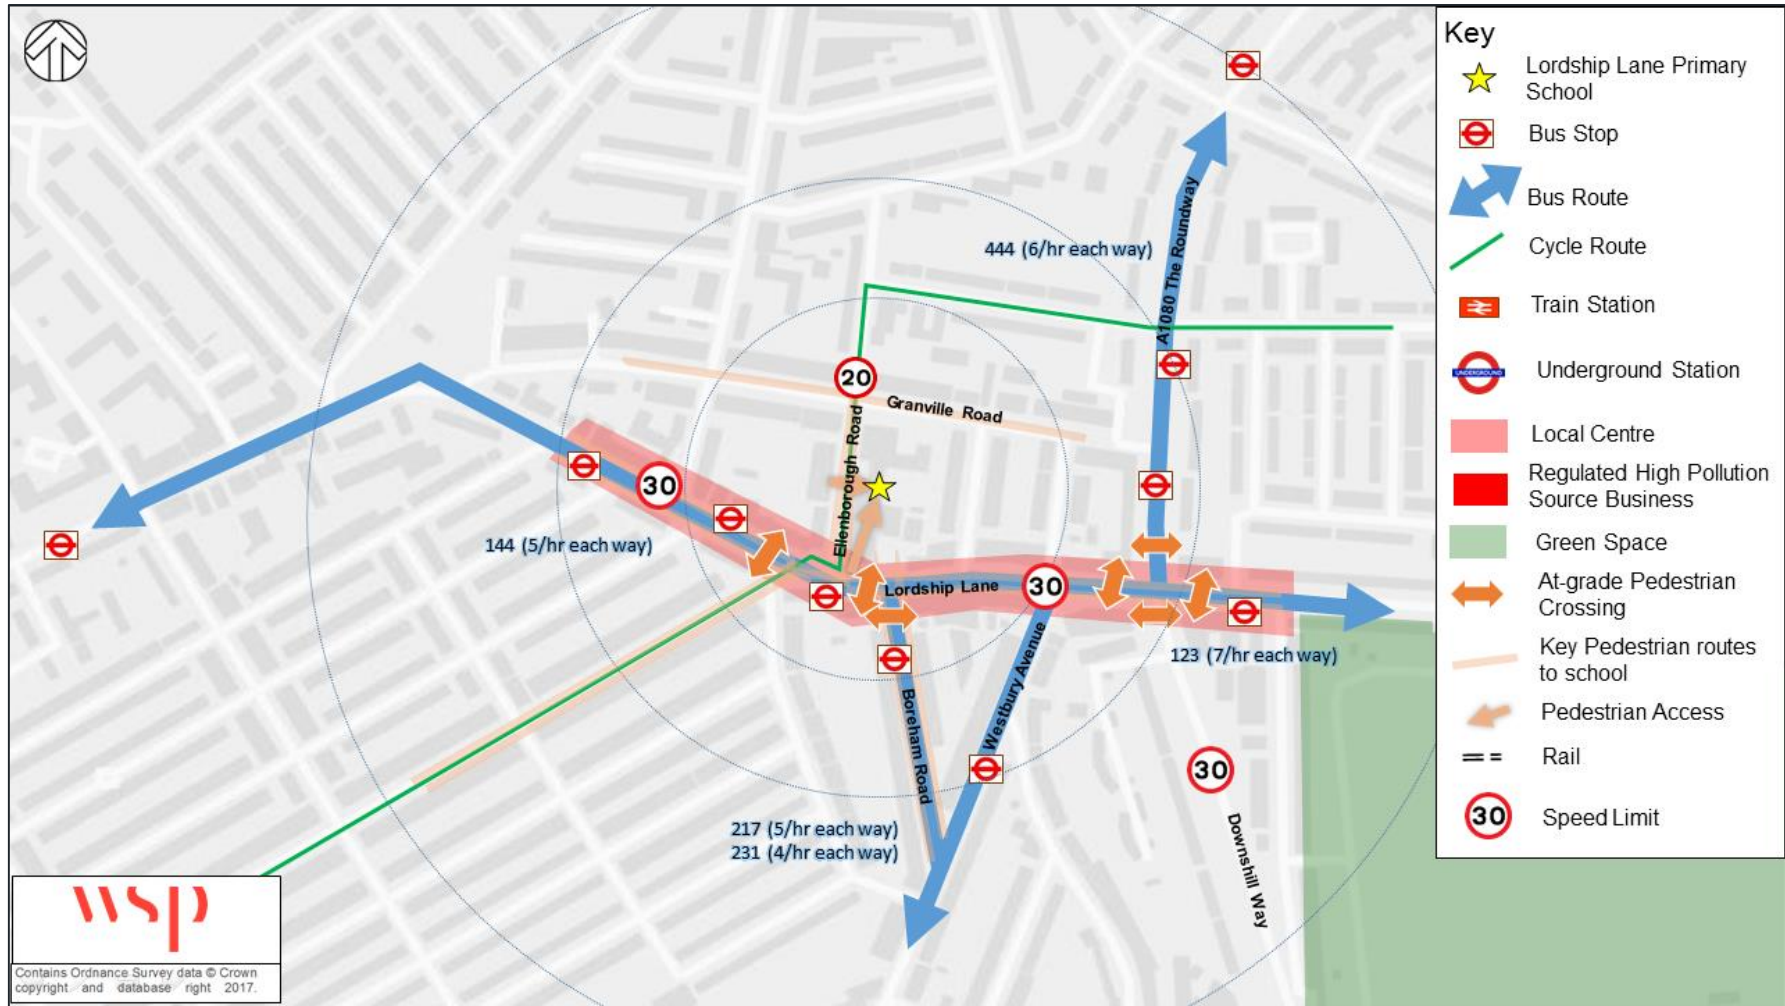 444 (6/hr each way)
A1080 The Roundway
20
Granville Road
Ellenborough Road
30
144 (5/hr each way)
Lordship Lane
30
123 (7/hr each way)
Westbury Avenue
Boreham Road
30
217 (5/hr each way)
231 (4/hr each way)
Downshill Way
wsp
Contains Ordnance Survey data © Crown
copyright and database right 2017.
Key
Lordship Lane Primary
School
Bus Stop
Bus Route
Cycle Route
Train Station
UNDERGROUND
Underground Station
Local Centre
Regulated High Pollution
Source Business
Green Space
At-grade Pedestrian
Crossing
Key Pedestrian routes
to school
Pedestrian Access
Rail
30
Speed Limit